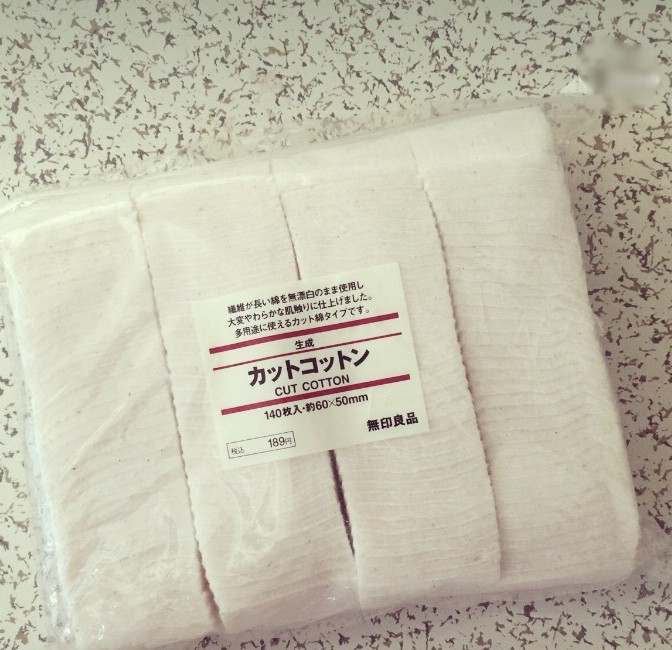 繊維が長い綿を無漂白のまま使用し
大変やわらかな肌触りに仕上げました。
多用途に使えるカット綿タイプです。
生成
カットコットン
CUT COTTON
140枚入・約60×50mm
無印良品
税込 189円